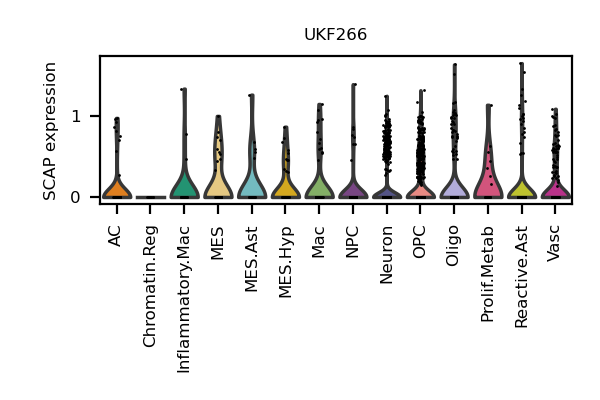 UKF266
SCAP expression
1
0
AC
Chromatin.Reg
Inflammatory.Mac
MES
MES.Ast
MES.Hyp
Mac
NPC
Neuron
OPC
Oligo
Prolif.Metab
Reactive.Ast
Vasc